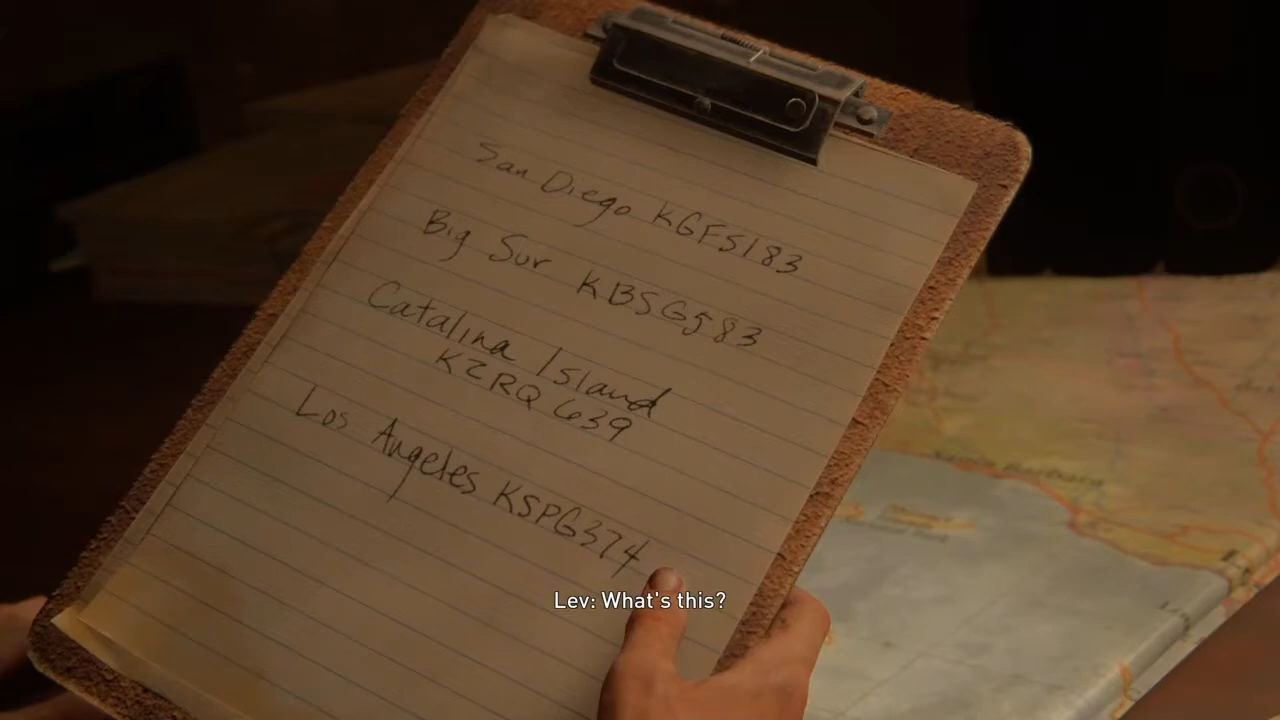 San Diego KGFS183
Big Sur KBSG583
Catalina Island
KZRQ 639
Los Angeles KSPG374
Lev: What's this?